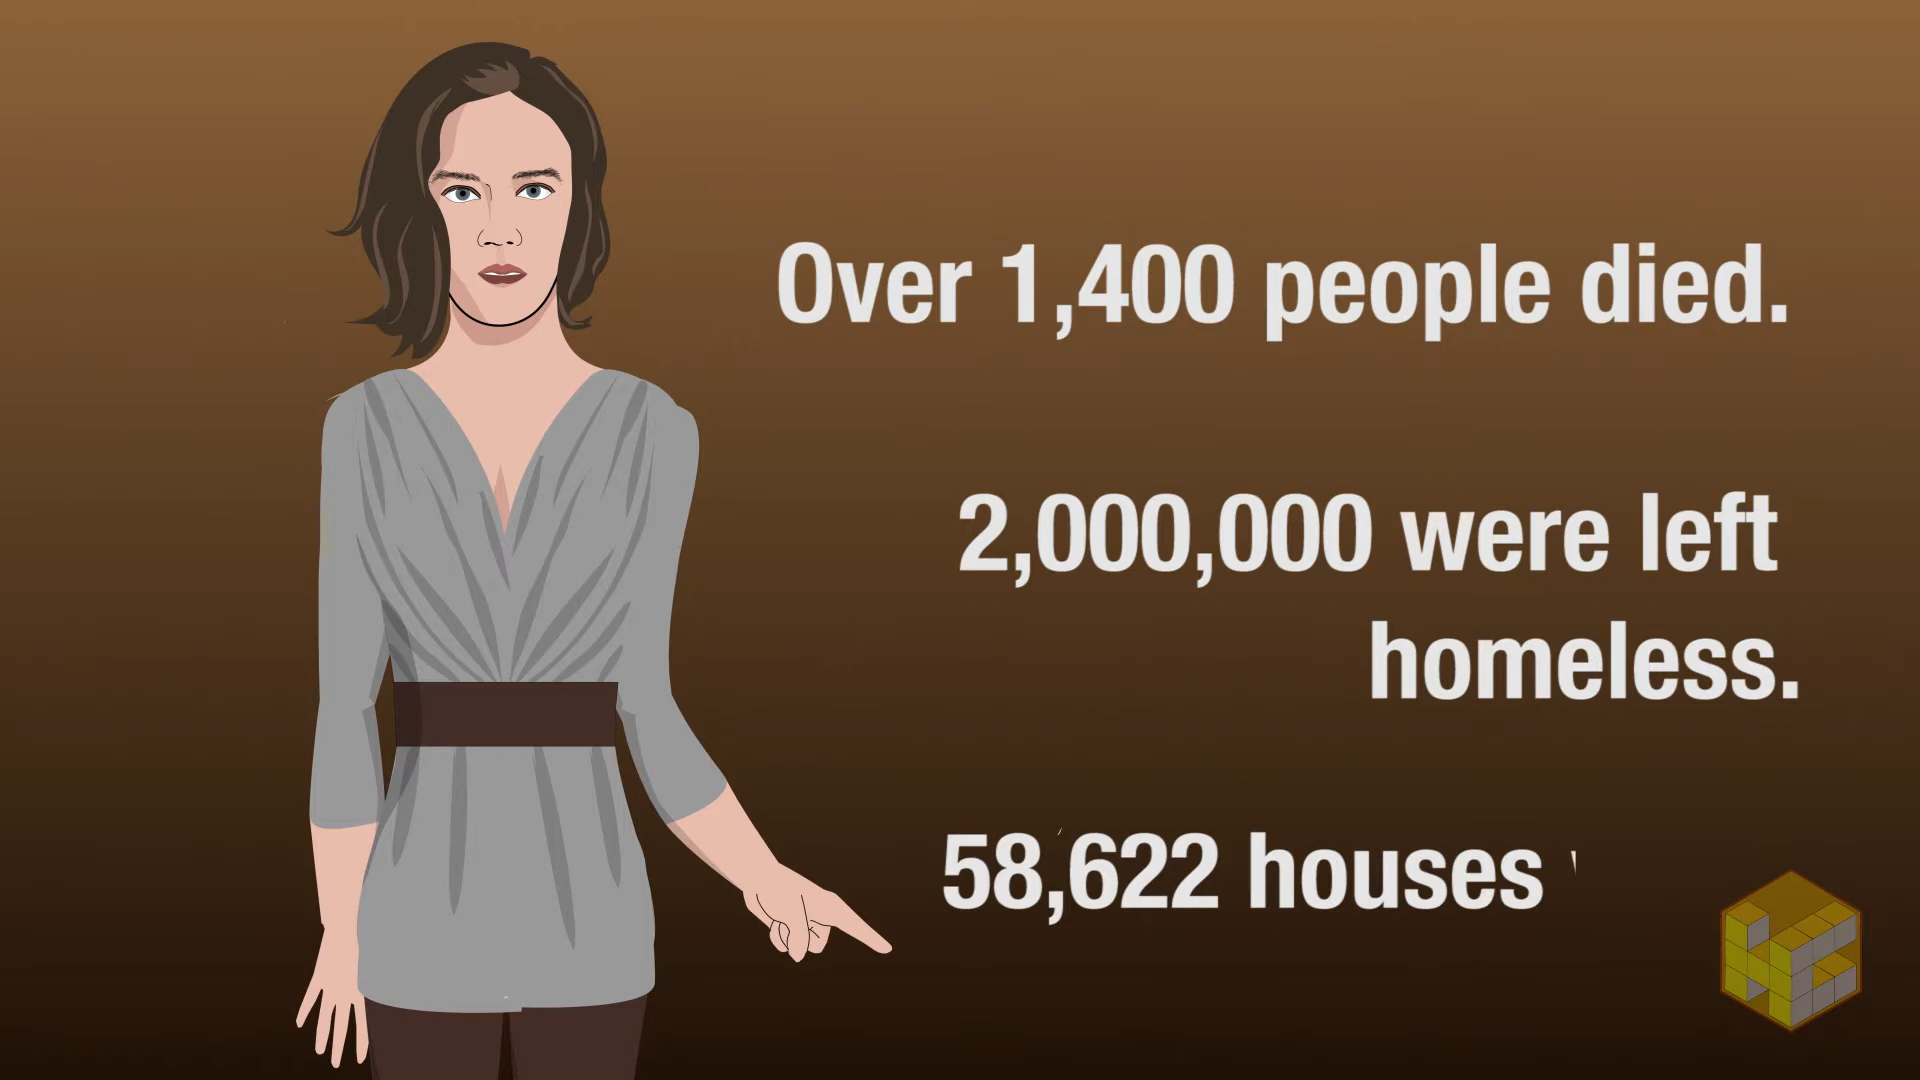 Over 1,400 people died.
2,000,000 were left
homeless.
58,622 houses